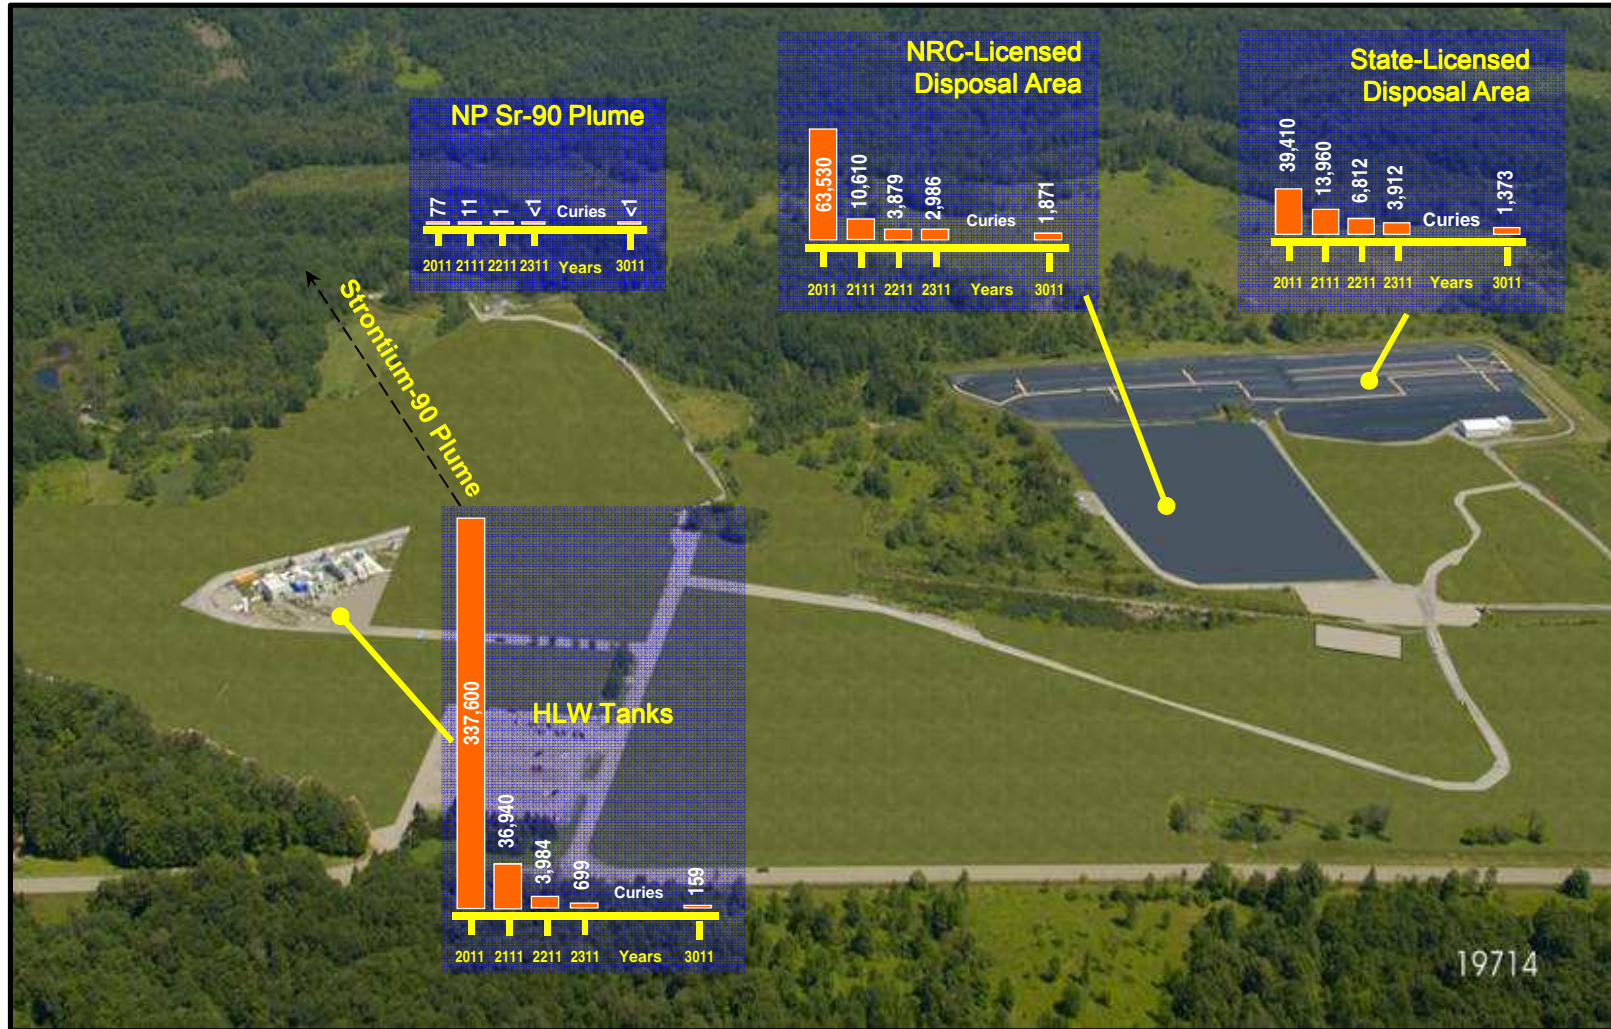 NP Sr-90 Plume
77 11 1 <1 Curies <1
2011 2111 2211 2311 Years 3011
NRC-Licensed
Disposal Area
63,530 10,610 3,879 2,986 Curies 1,871
2011 2111 2211 2311 Years 3011
State-Licensed
Disposal Area
39,410 13,960 6,812 3,912 Curies 1,373
2011 2111 2211 2311 Years 3011
Strontium-90 Plume
HLW Tanks
337,600 36,940 3,984 699 Curies 159
2011 2111 2211 2311 Years 3011
19714